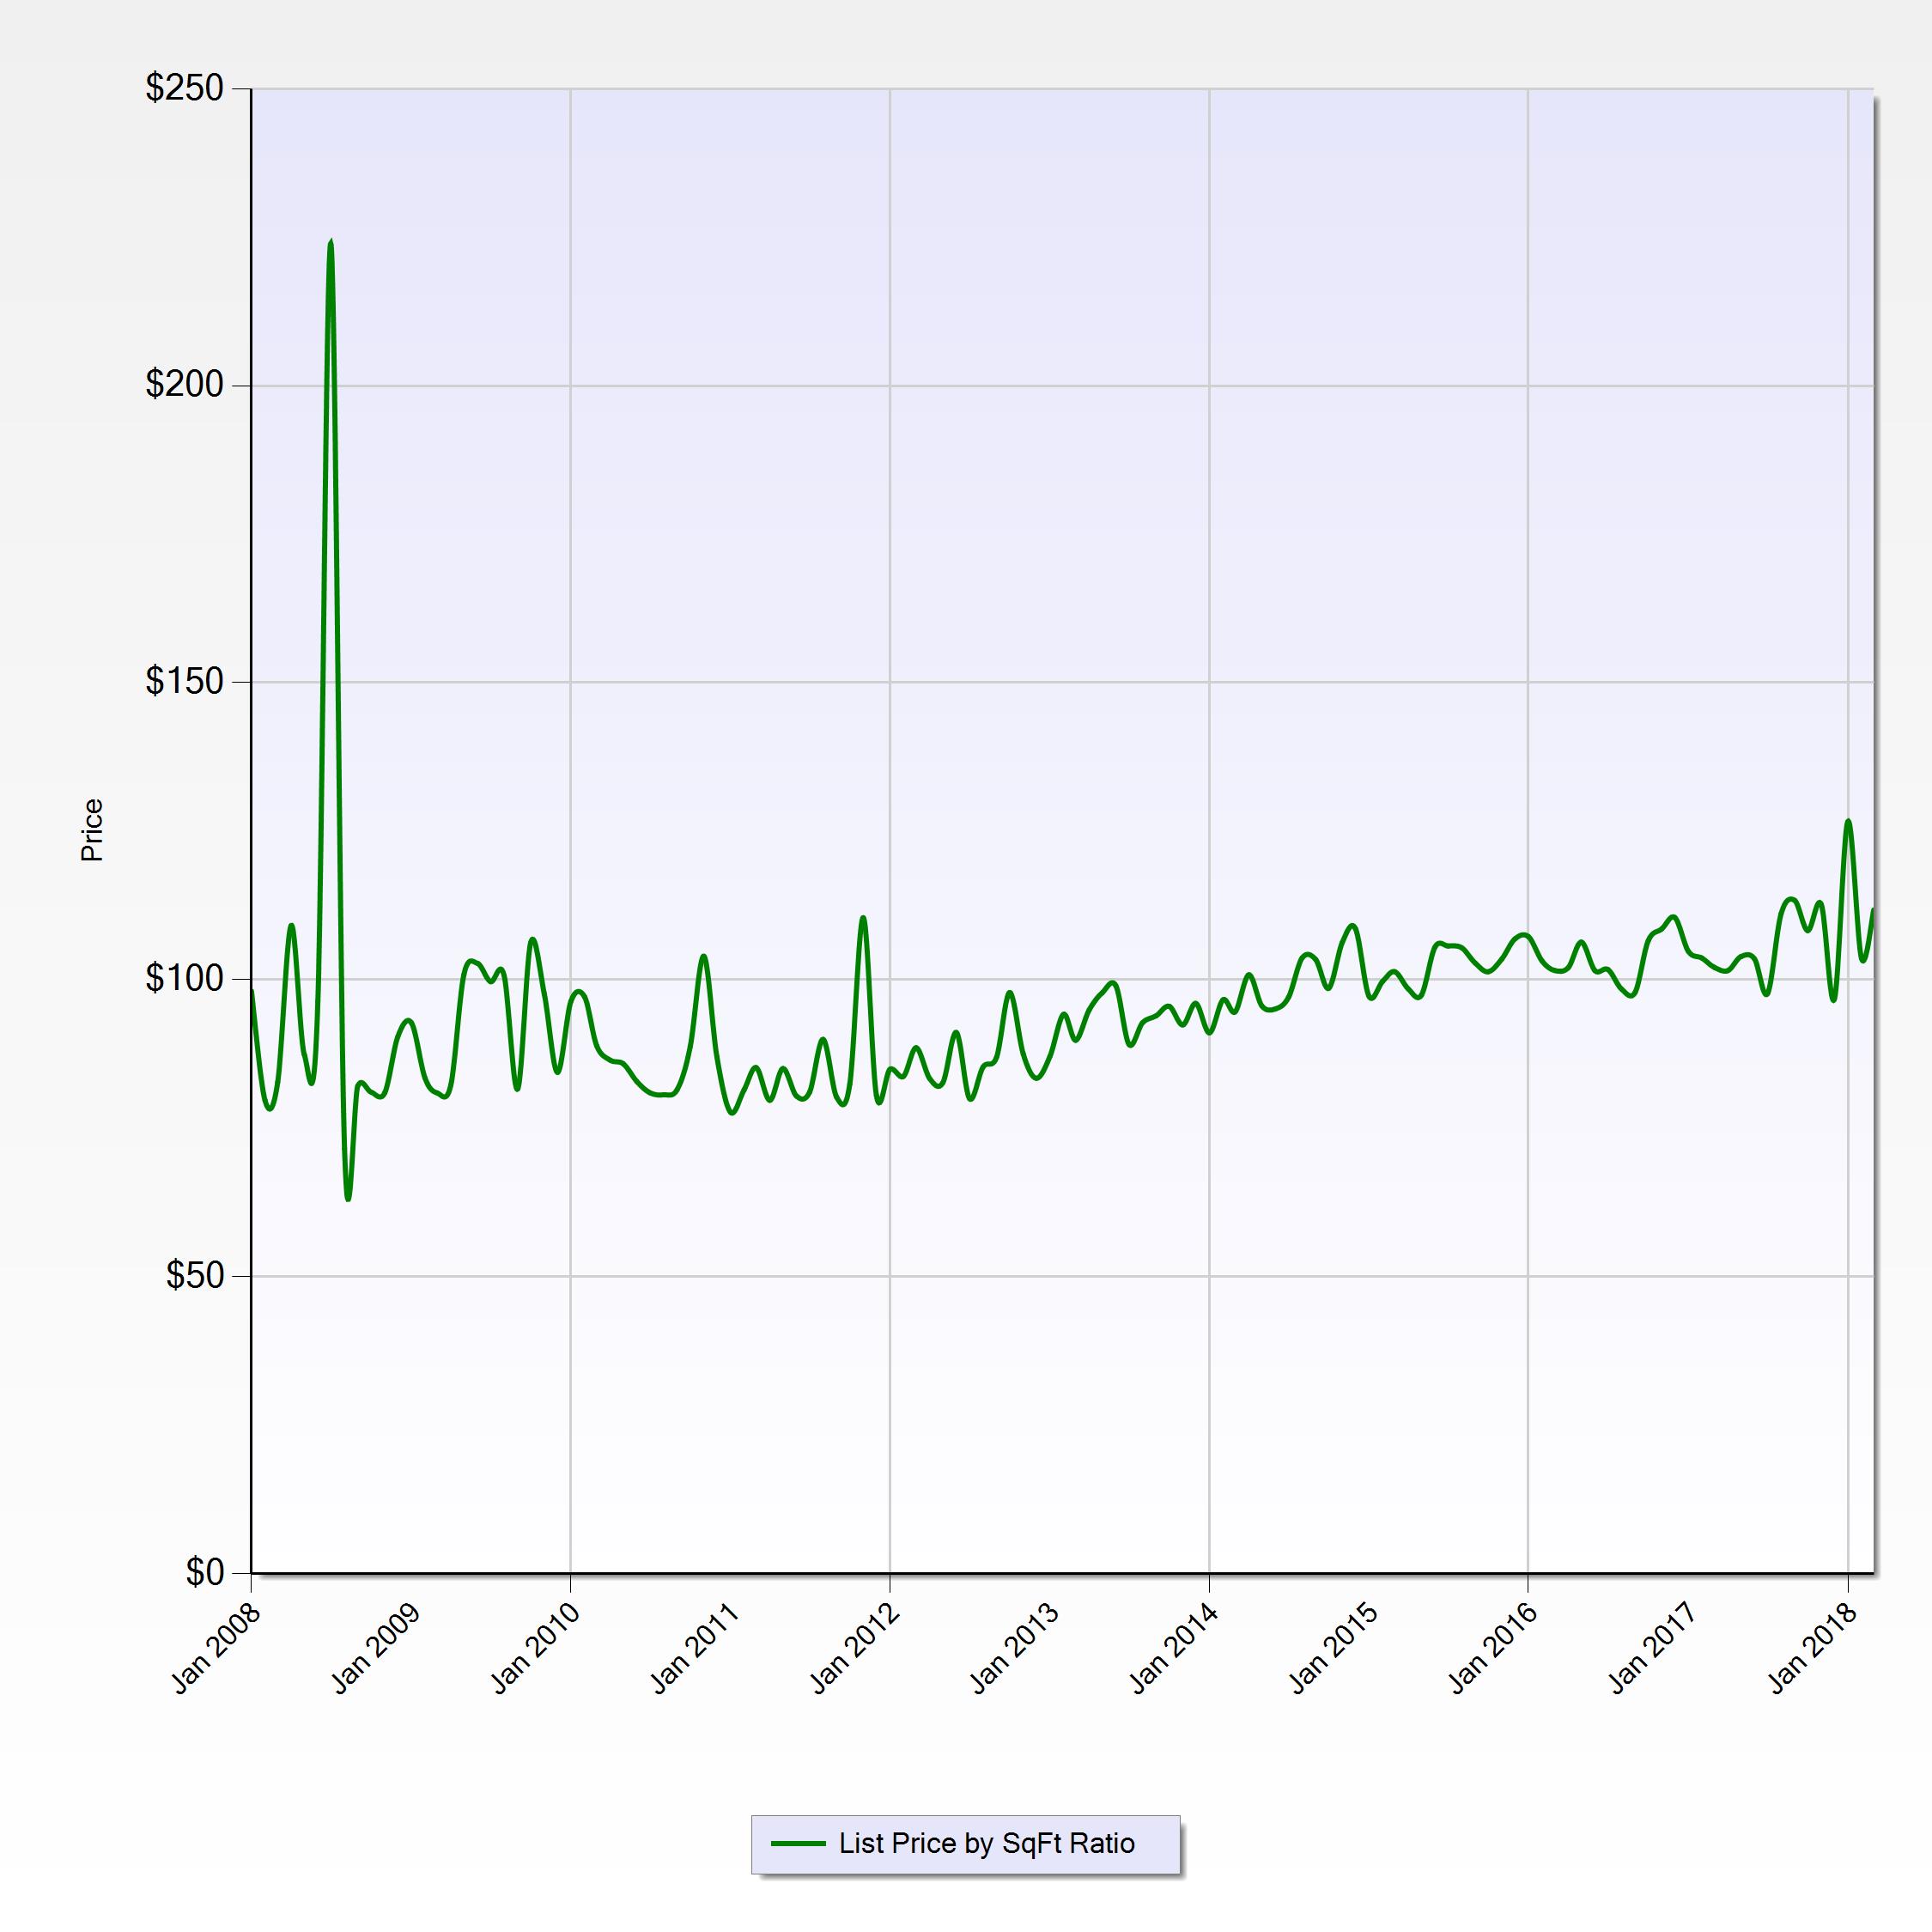 $250
$200
$150
$100
$50
$0
Price
Jan 2008
Jan 2009
Jan 2010
Jan 2011
Jan 2012
Jan 2013
Jan 2014
Jan 2015
Jan 2016
Jan 2017
Jan 2018
List Price by SqFt Ratio